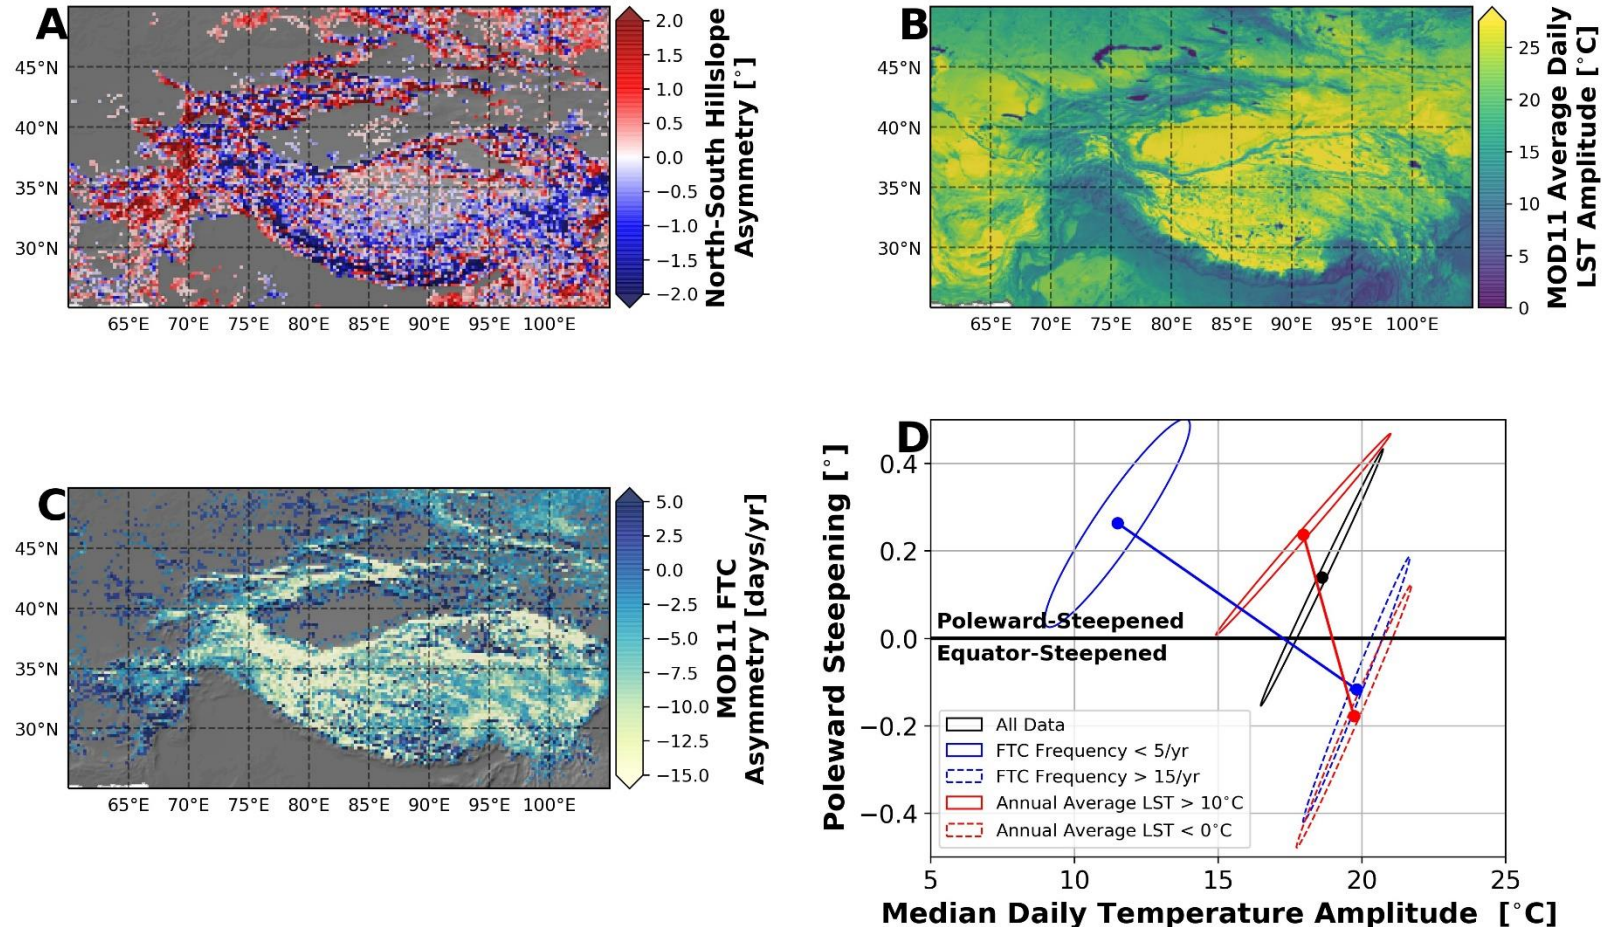 A
45°N
40°N
35°N
30°N
65°E 70°E 75°E 80°E 85°E 90°E 95°E 100°E
2.0
1.5
1.0
0.5
0.0
−0.5
−1.0
−1.5
−2.0
North-South Hillslope
Asymmetry [°]
B
45°N
40°N
35°N
30°N
65°E 70°E 75°E 80°E 85°E 90°E 95°E 100°E
25
20
15
10
5
0
MOD11 Average Daily
LST Amplitude [°C]
C
45°N
40°N
35°N
30°N
65°E 70°E 75°E 80°E 85°E 90°E 95°E 100°E
5.0
2.5
0.0
−2.5
−5.0
−7.5
−10.0
−12.5
−15.0
MOD11 FTC
Asymmetry [days/yr]
D
Poleward Steepening [°]
0.4
0.2
0.0
−0.2
−0.4
Poleward-Steepened
Equator-Steepened
All Data
FTC Frequency < 5/yr
FTC Frequency > 15/yr
Annual Average LST > 10°C
Annual Average LST < 0°C
5 10 15 20 25
Median Daily Temperature Amplitude [°C]